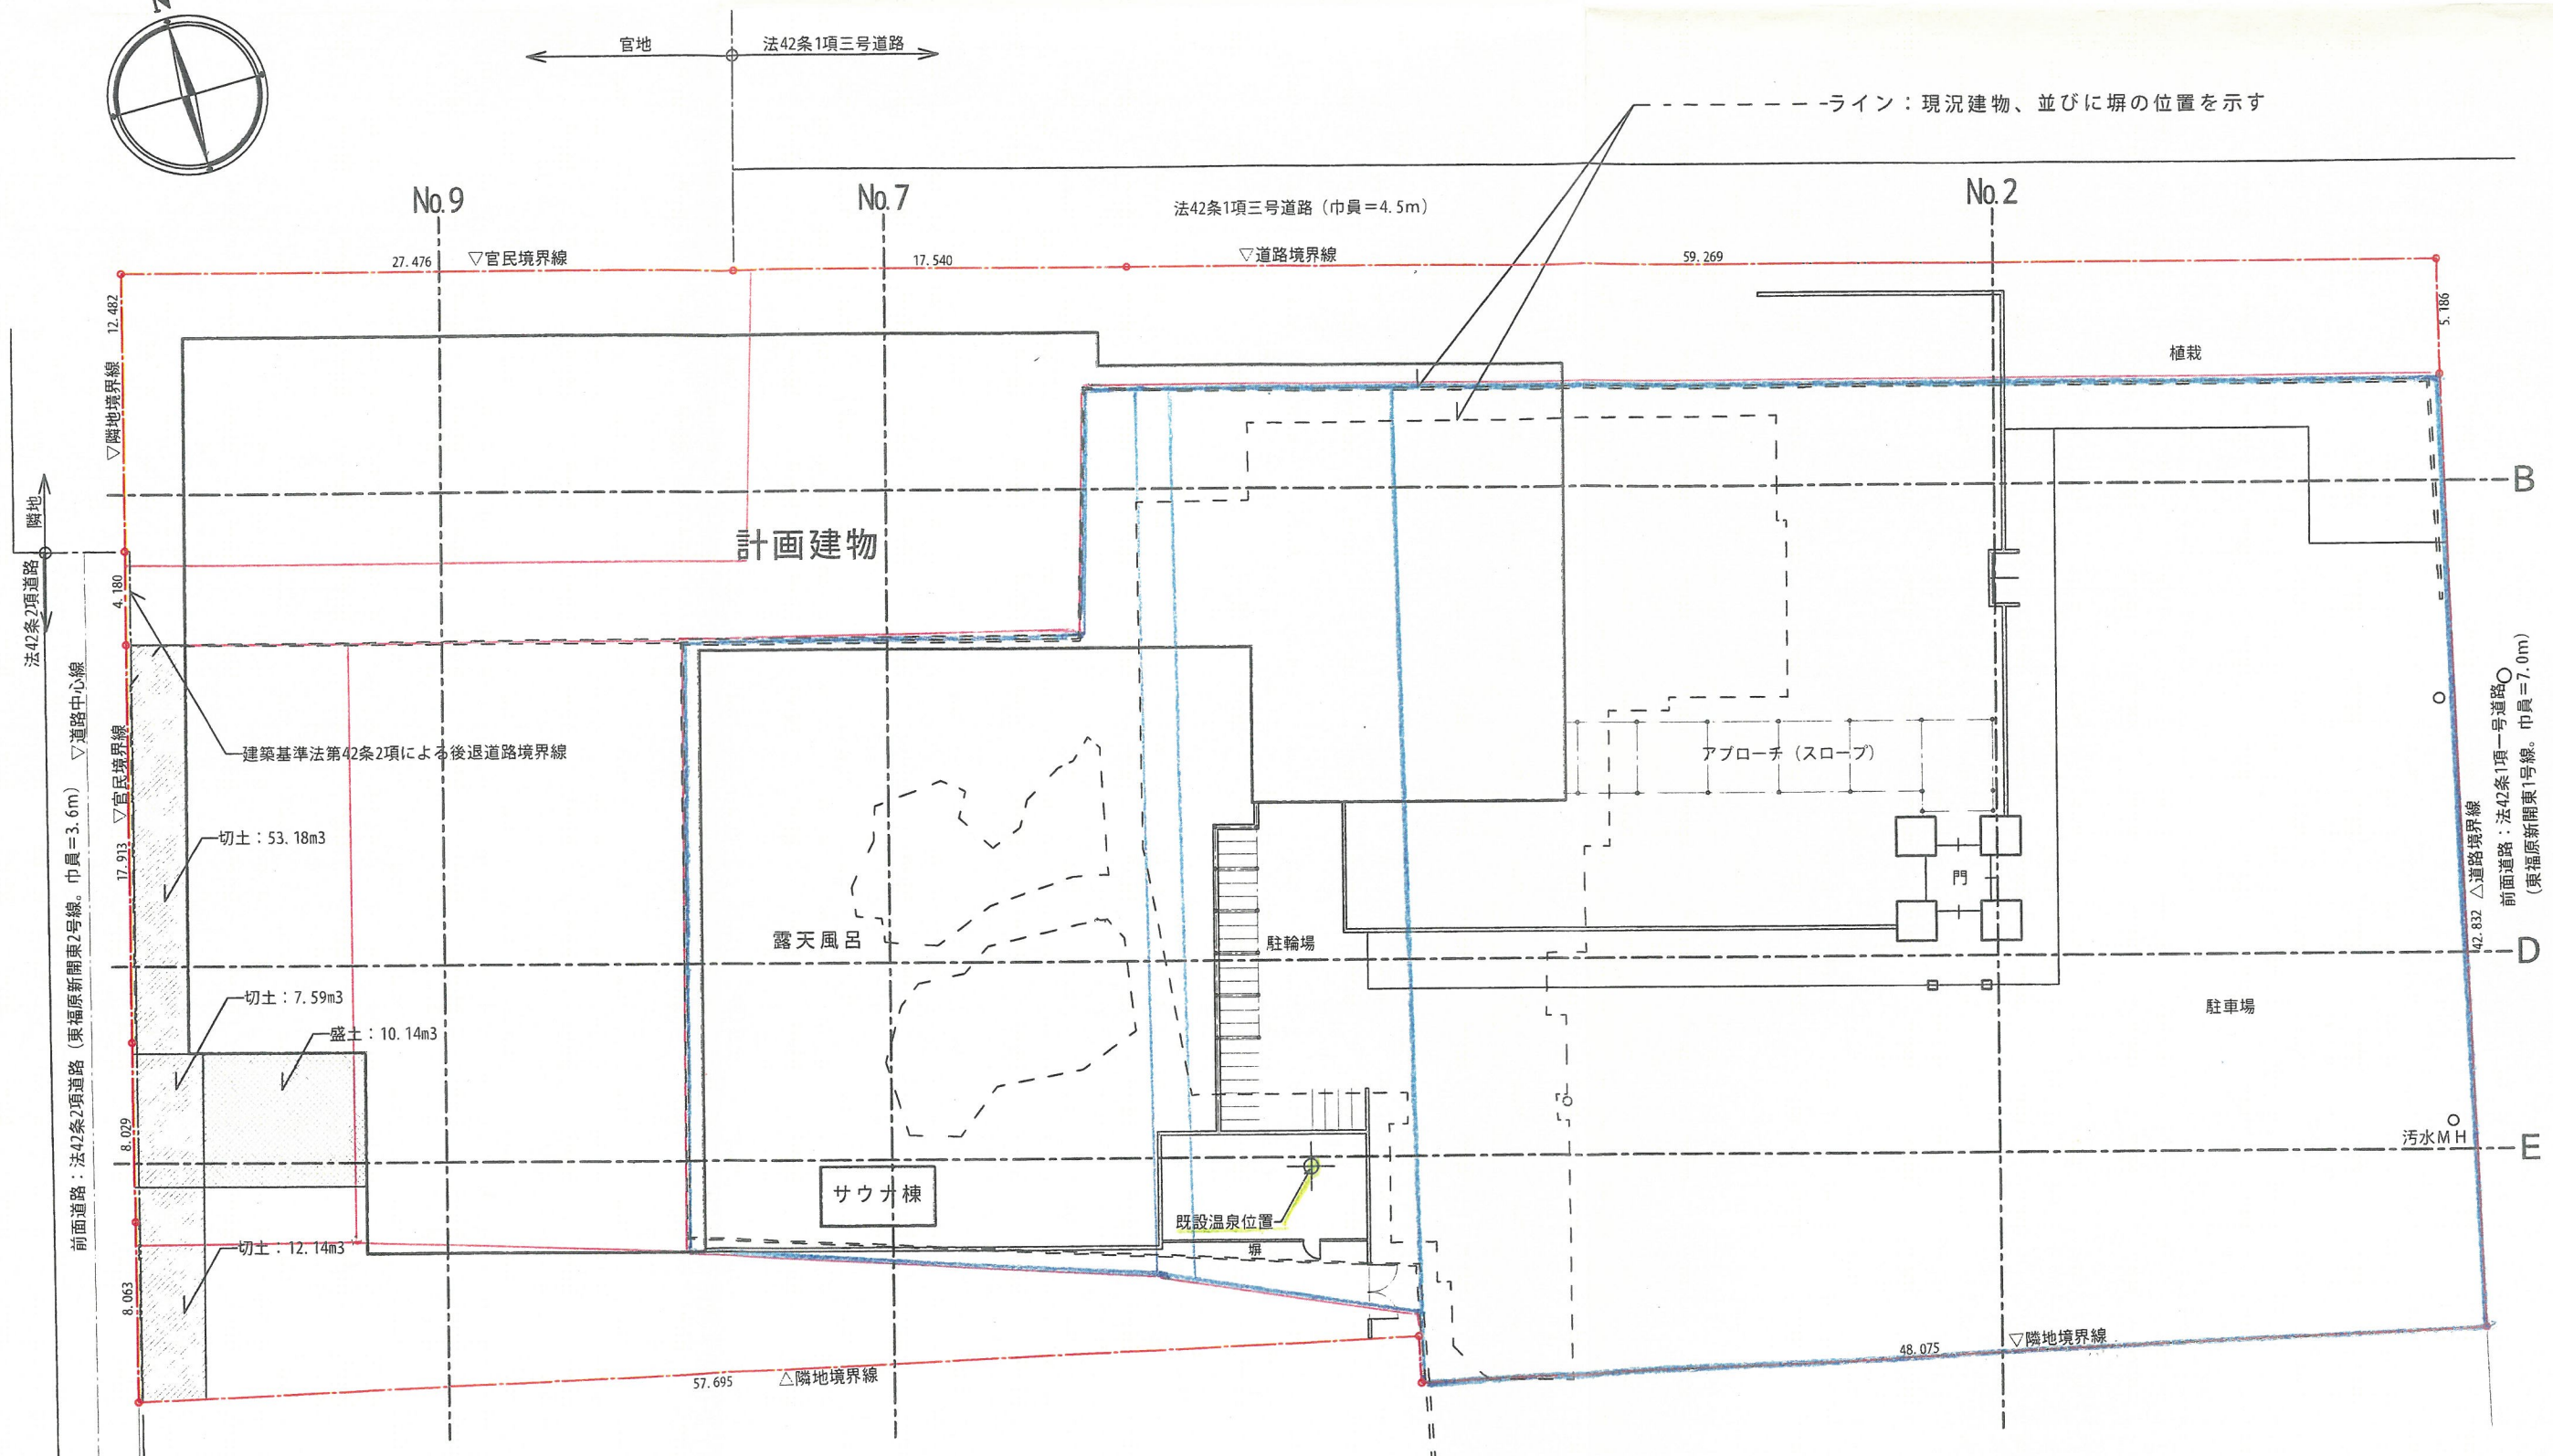 N
官地
法42条1項三号道路
ライン：現況建物、並びに塀の位置を示す
No.9
No.7
No.2
法42条1項三号道路（巾員＝4.5m）
27.476
▽官民境界線
17.540
▽道路境界線
59.269
12.482
▽隣地境界線
5.186
植栽
B
隣地
法42条2項道路
計画建物
4.180
▽道路中心線
建築基準法第42条2項による後退道路境界線
▽官民境界線
アプローチ（スロープ）
前面道路：法42条1項一号道路
（東福原新開東1号線。巾員＝7.0m）
△道路境界線
42.832
切土：53.18m3
17.913
門
露天風呂
駐輪場
D
前面道路：法42条2項道路（東福原新開東2号線。巾員＝3.6m）
切土：7.59m3
盛土：10.14m3
駐車場
8.029
汚水MH
E
サウナ棟
既設温泉位置
塀
切土：12.14m3
8.063
57.695
△隣地境界線
48.075
▽隣地境界線